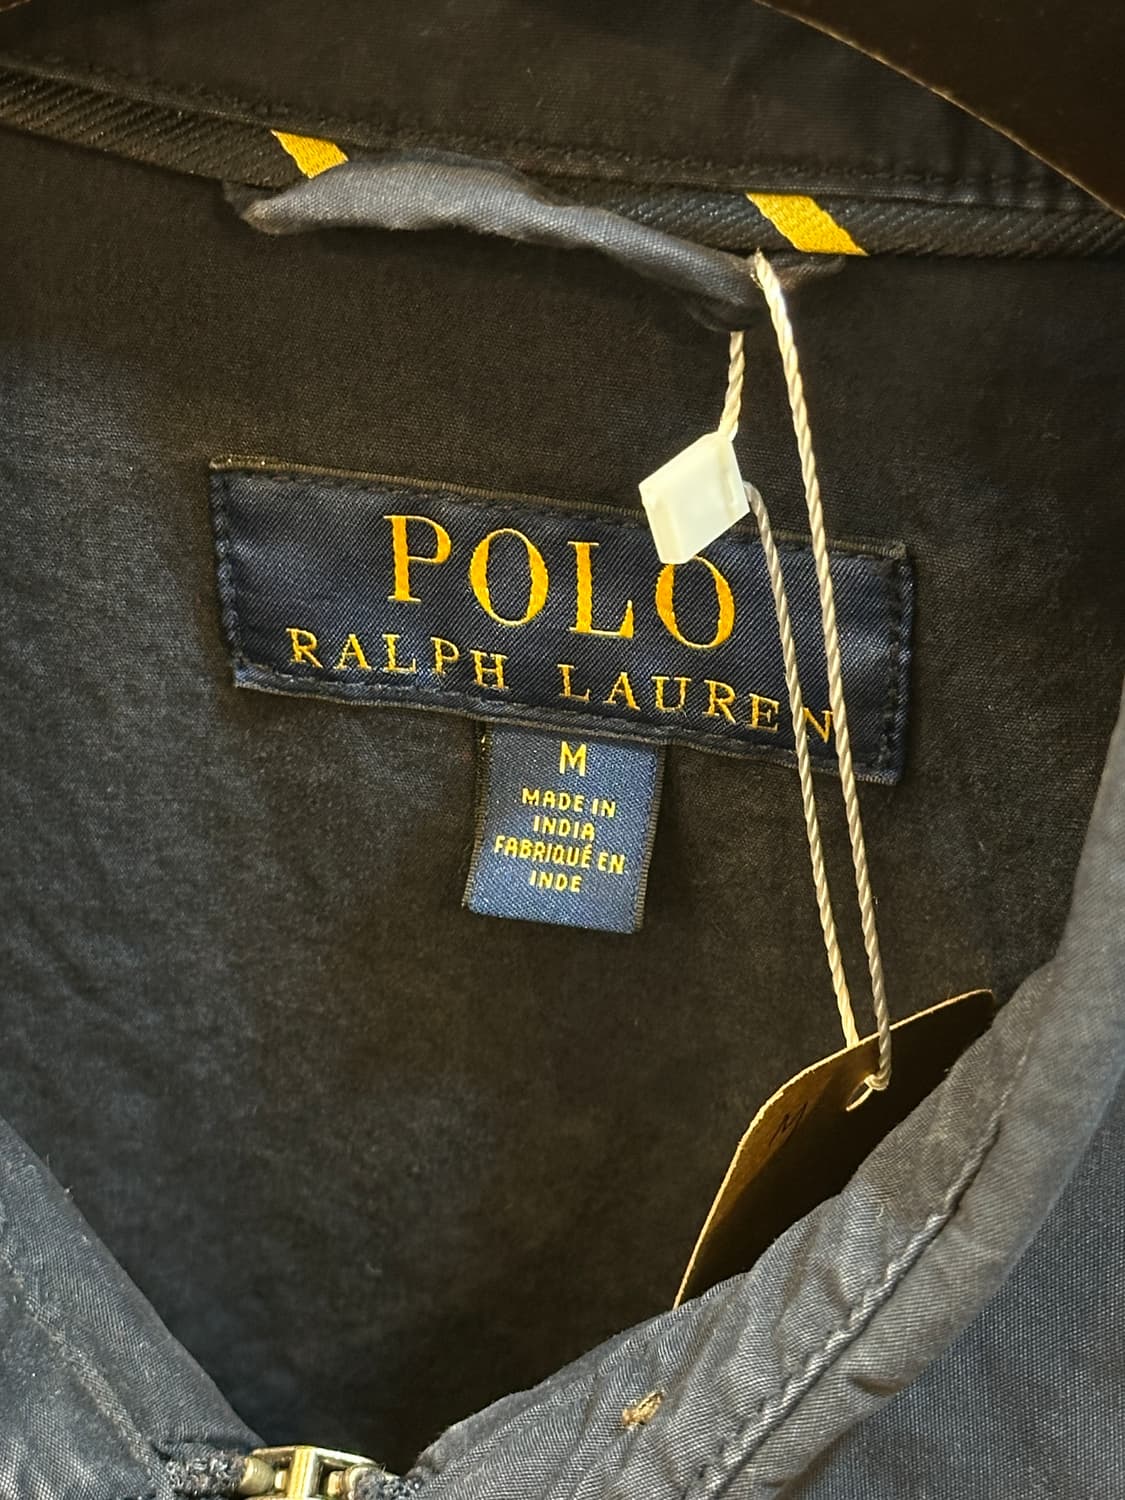 POLO
RALPH LAUREN
M
MADE IN
INDIA
FABRIQUÉ EN
INDE
M